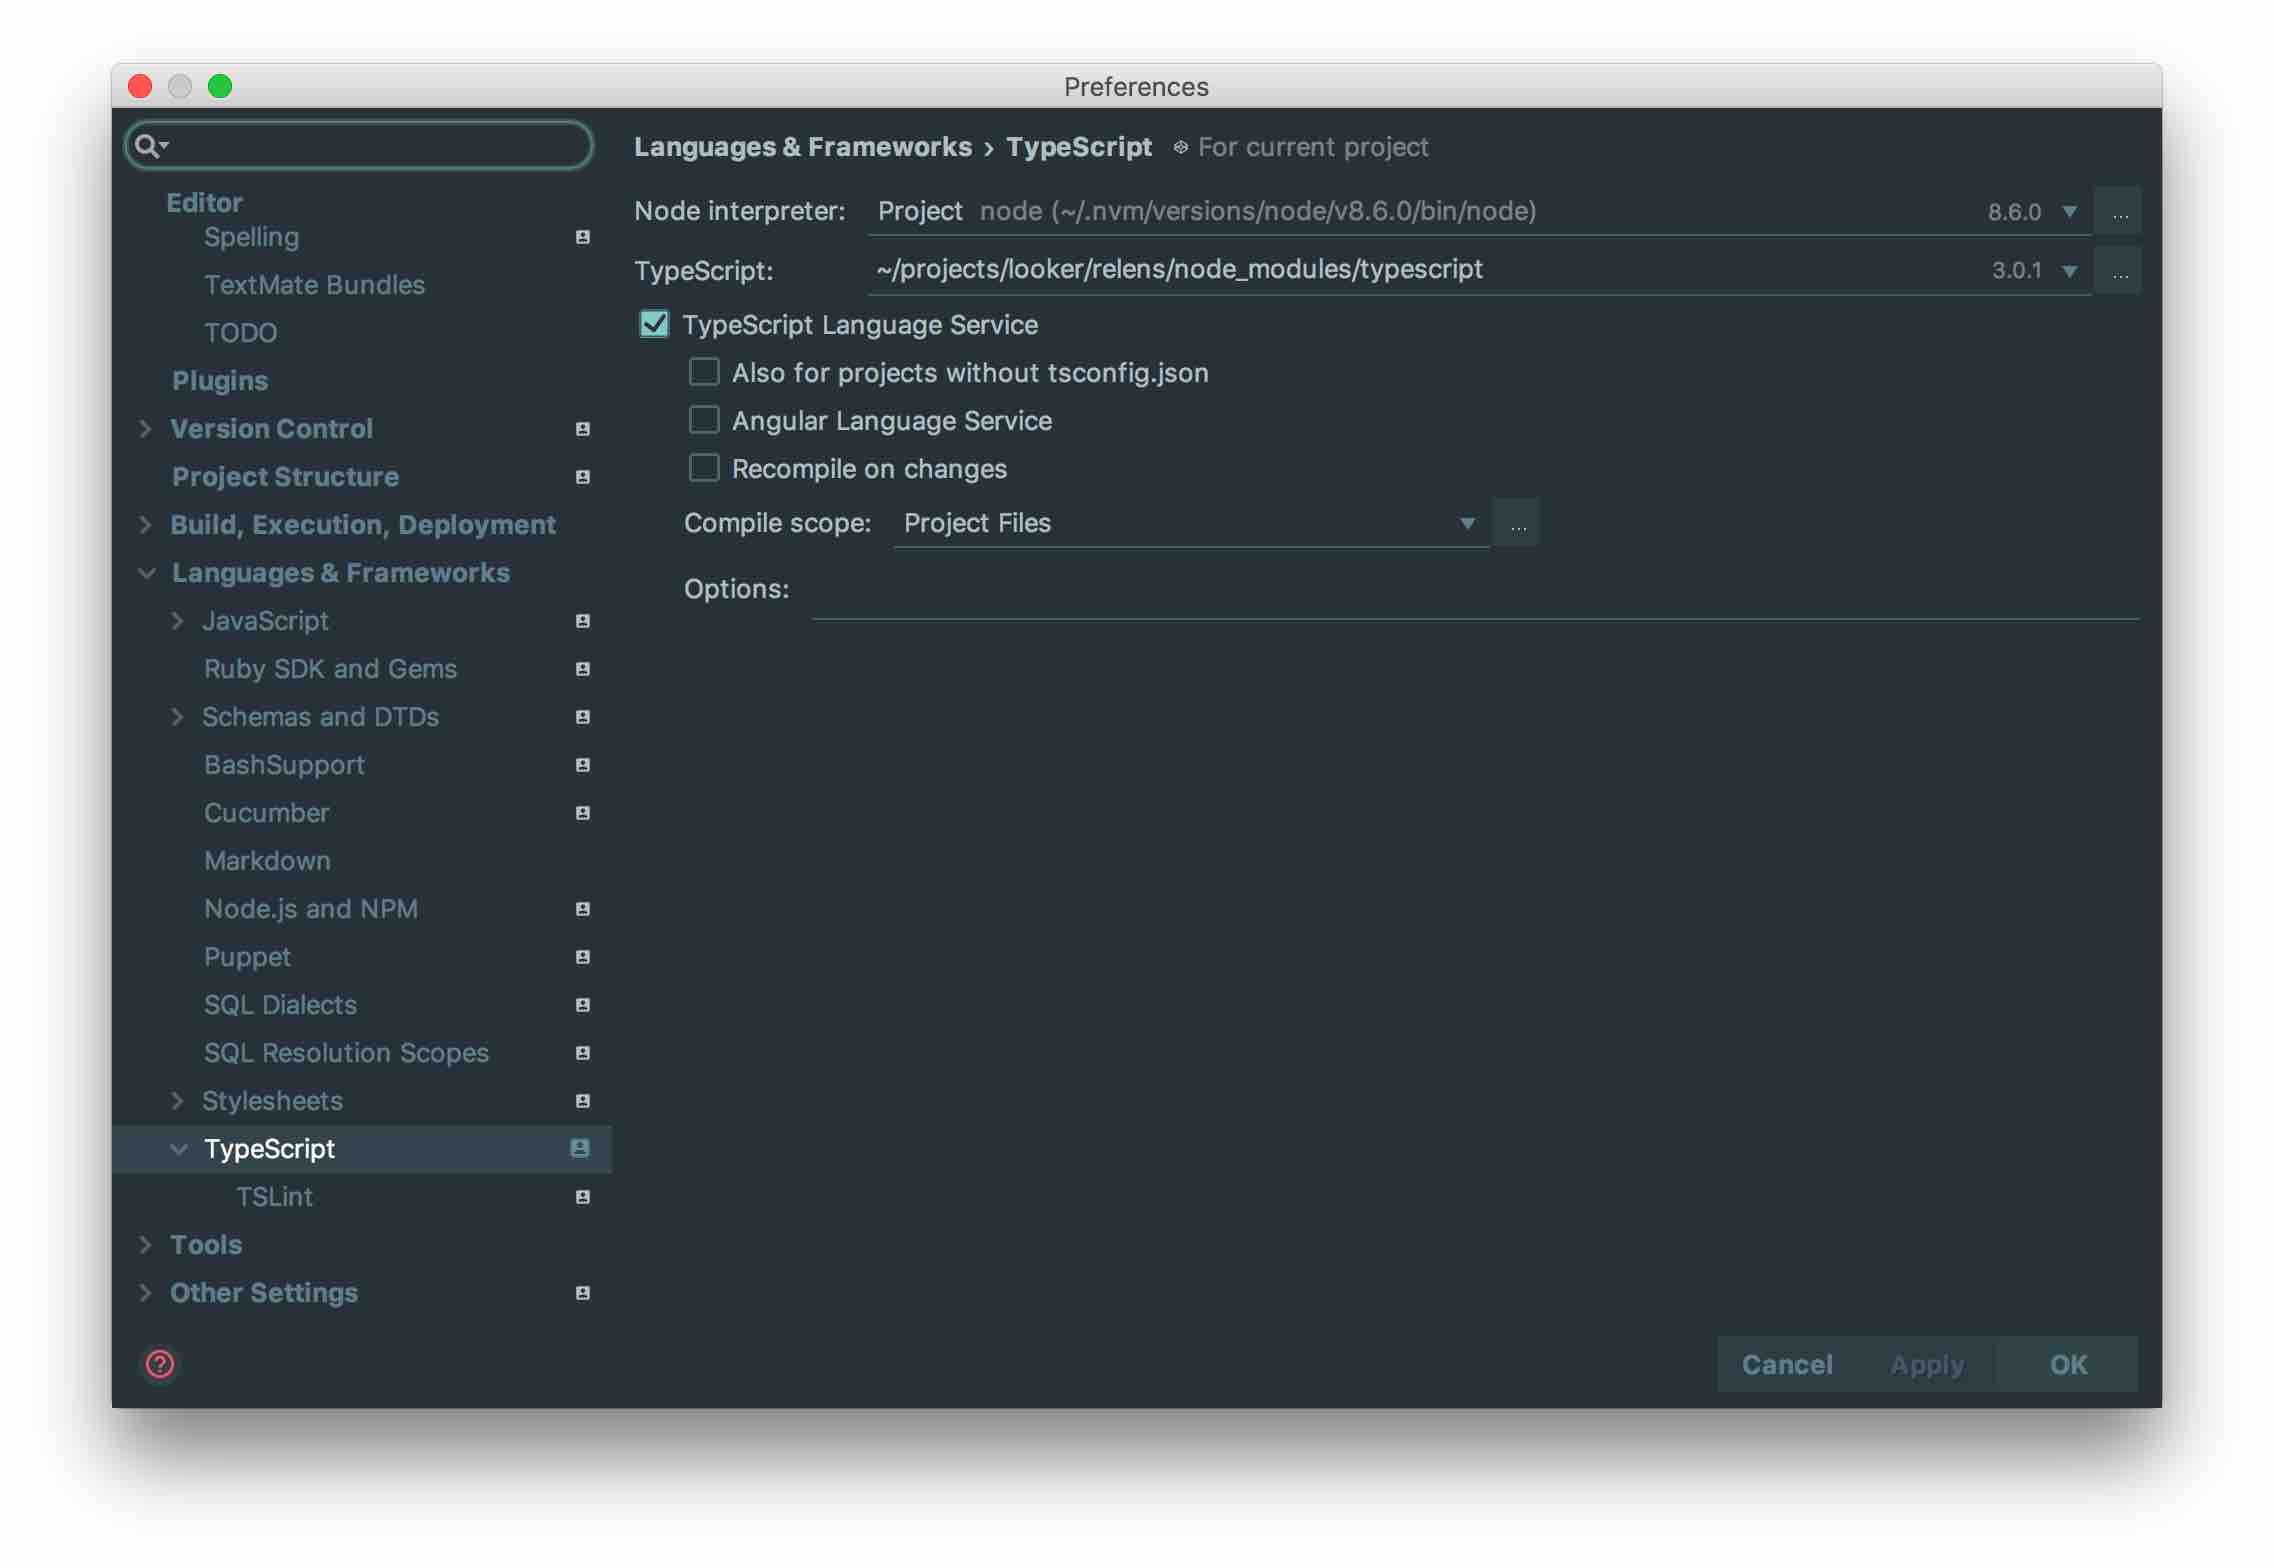 Preferences
Editor
Spelling
TextMate Bundles
TODO
Plugins
Version Control
Project Structure
Build, Execution, Deployment
Languages & Frameworks
JavaScript
Ruby SDK and Gems
Schemas and DTDs
BashSupport
Cucumber
Markdown
Node.js and NPM
Puppet
SQL Dialects
SQL Resolution Scopes
Stylesheets
TypeScript
TSLint
Tools
Other Settings
Languages & Frameworks › TypeScript For current project
Node interpreter: Project node (~/.nvm/versions/node/v8.6.0/bin/node) 8.6.0 ...
TypeScript: ~/projects/looker/relens/node_modules/typescript 3.0.1 ...
TypeScript Language Service
Also for projects without tsconfig.json
Angular Language Service
Recompile on changes
Compile scope: Project Files ...
Options:
? Cancel Apply OK